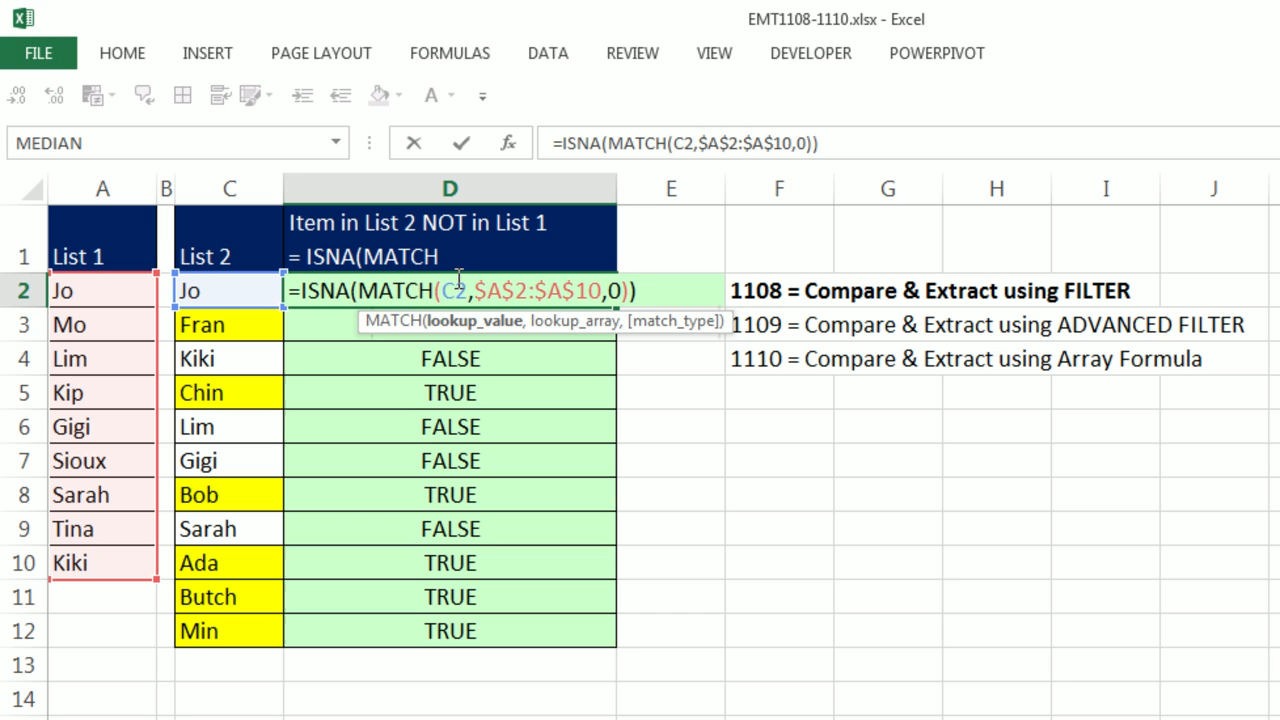 EMT1108-1110.xlsx - Excel
FILE HOME INSERT PAGE LAYOUT FORMULAS DATA REVIEW VIEW DEVELOPER POWERPIVOT
MEDIAN =ISNA(MATCH(C2,$A$2:$A$10,0))
A B C D E F G H I J
Item in List 2 NOT in List 1
1 List 1 List 2 = ISNA(MATCH
2 Jo Jo =ISNA(MATCH(C2,$A$2:$A$10,0)) 1108 = Compare & Extract using FILTER
3 Mo Fran MATCH(lookup_value, lookup_array, [match_type]) 1109 = Compare & Extract using ADVANCED FILTER
4 Lim Kiki FALSE 1110 = Compare & Extract using Array Formula
5 Kip Chin TRUE
6 Gigi Lim FALSE
7 Sioux Gigi FALSE
8 Sarah Bob TRUE
9 Tina Sarah FALSE
10 Kiki Ada TRUE
11 Butch TRUE
12 Min TRUE
13
14